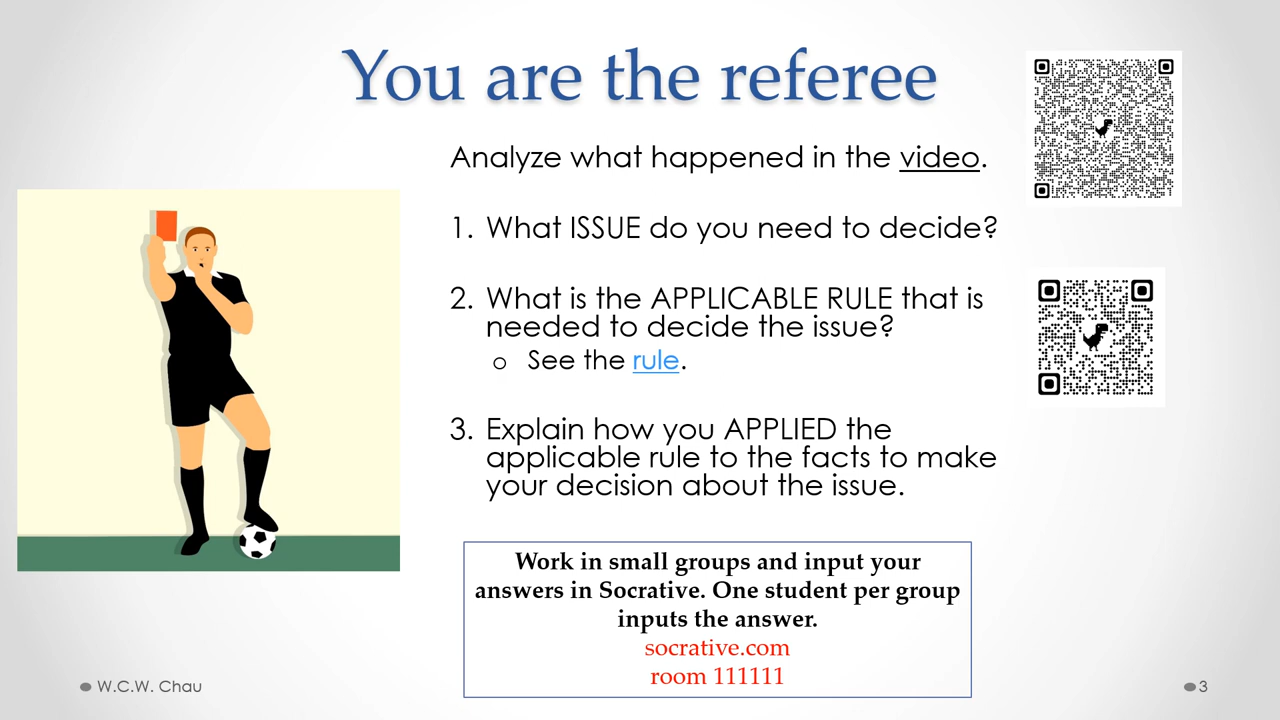 You are the referee
Analyze what happened in the video.
1. What ISSUE do you need to decide?
2. What is the APPLICABLE RULE that is
needed to decide the issue?
o See the rule.
3. Explain how you APPLIED the
applicable rule to the facts to make
your decision about the issue.
Work in small groups and input your
answers in Socrative. One student per group
inputs the answer.
socrative.com
room 111111
W.C.W. Chau
3